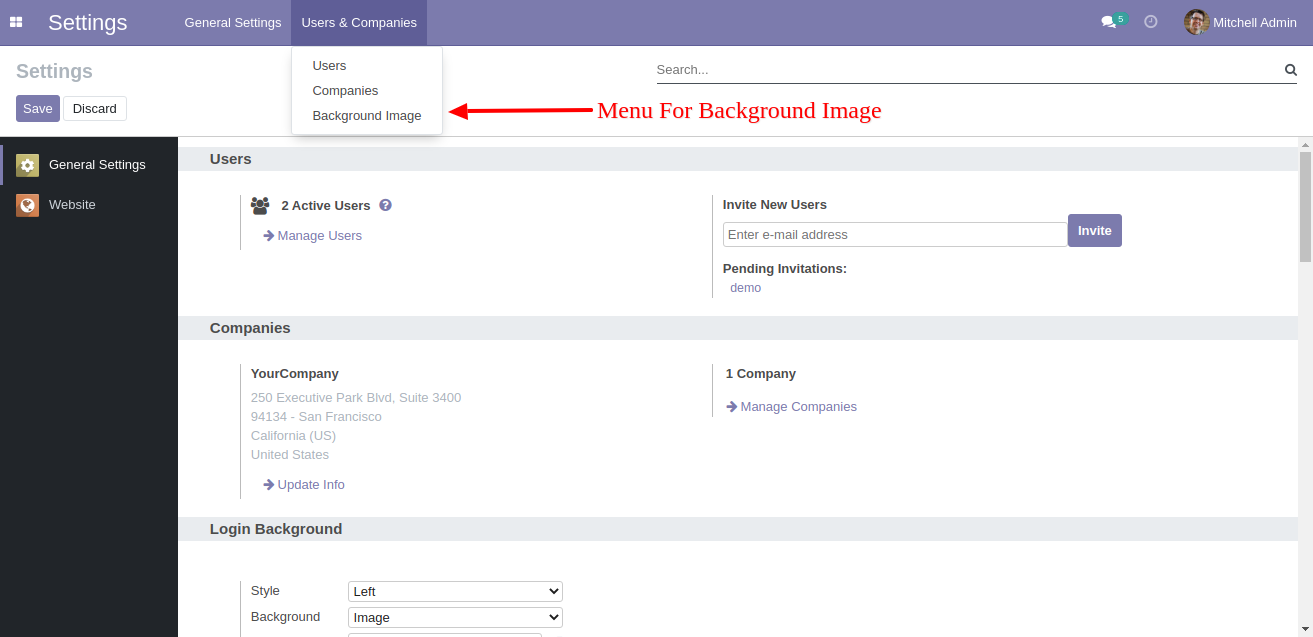 Settings
General Settings
Users & Companies
5
Mitchell Admin
Settings
Search...
Save
Discard
Users
Companies
Background Image
Menu For Background Image
General Settings
Website
Users
2 Active Users
?
Manage Users
Invite New Users
Enter e-mail address
Invite
Pending Invitations:
demo
Companies
YourCompany
250 Executive Park Blvd, Suite 3400
94134 - San Francisco
California (US)
United States
Update Info
1 Company
Manage Companies
Login Background
Style
Left
Background
Image